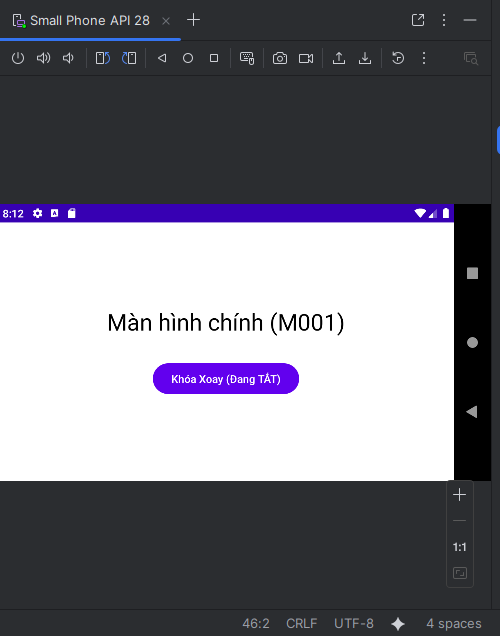 Small Phone API 28
8:12
Màn hình chính (M001)
Khóa Xoay (Đang TẮT)
1:1
46:2 CRLF UTF-8 4 spaces